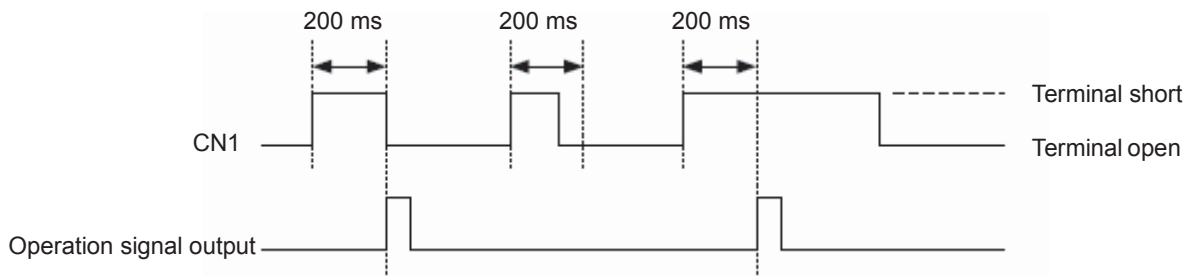 200 ms
200 ms
200 ms
Terminal short
CN1
Terminal open
Operation signal output